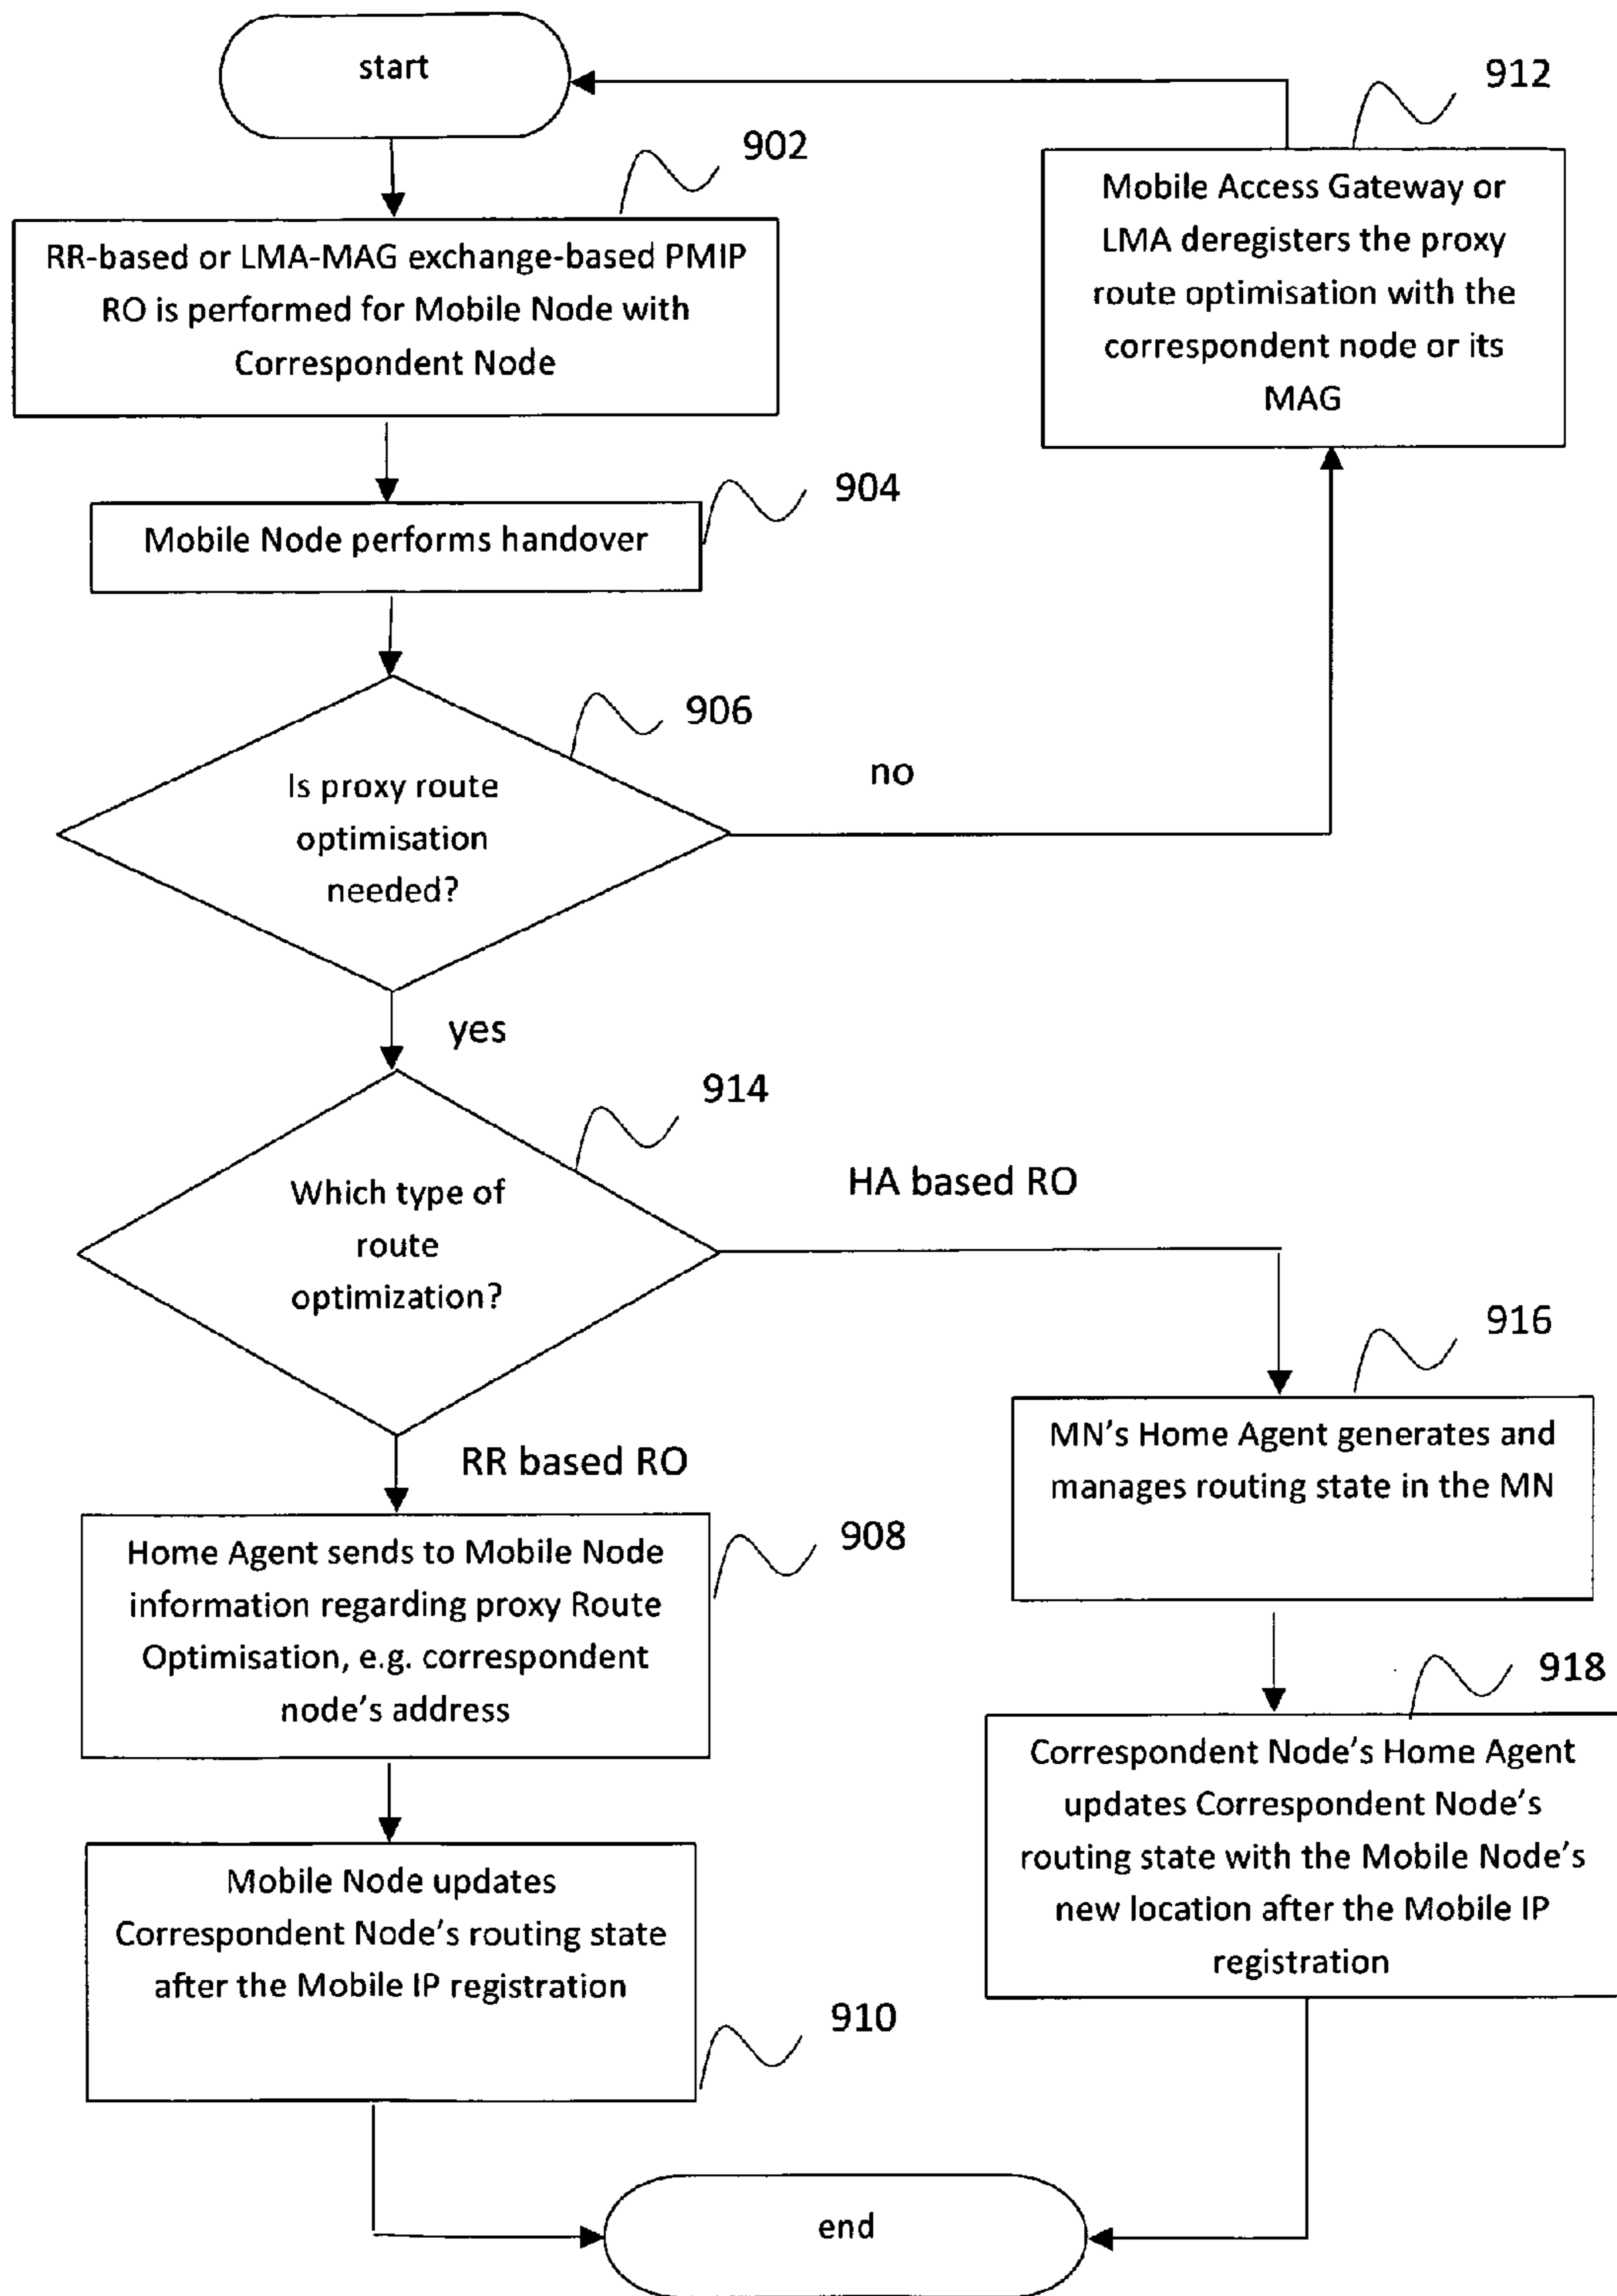 start
912
902
Mobile Access Gateway or
LMA deregisters the proxy
route optimisation with the
correspondent node or its
MAG
RR-based or LMA-MAG exchange-based PMIP
RO is performed for Mobile Node with
Correspondent Node
904
Mobile Node performs handover
906
Is proxy route
optimisation
needed?
no
yes
914
Which type of
route
optimization?
HA based RO
916
MN's Home Agent generates and
manages routing state in the MN
RR based RO
908
Home Agent sends to Mobile Node
information regarding proxy Route
Optimisation, e.g. correspondent
node's address
918
Correspondent Node's Home Agent
updates Correspondent Node's
routing state with the Mobile Node's
new location after the Mobile IP
registration
Mobile Node updates
Correspondent Node's routing state
after the Mobile IP registration
910
end